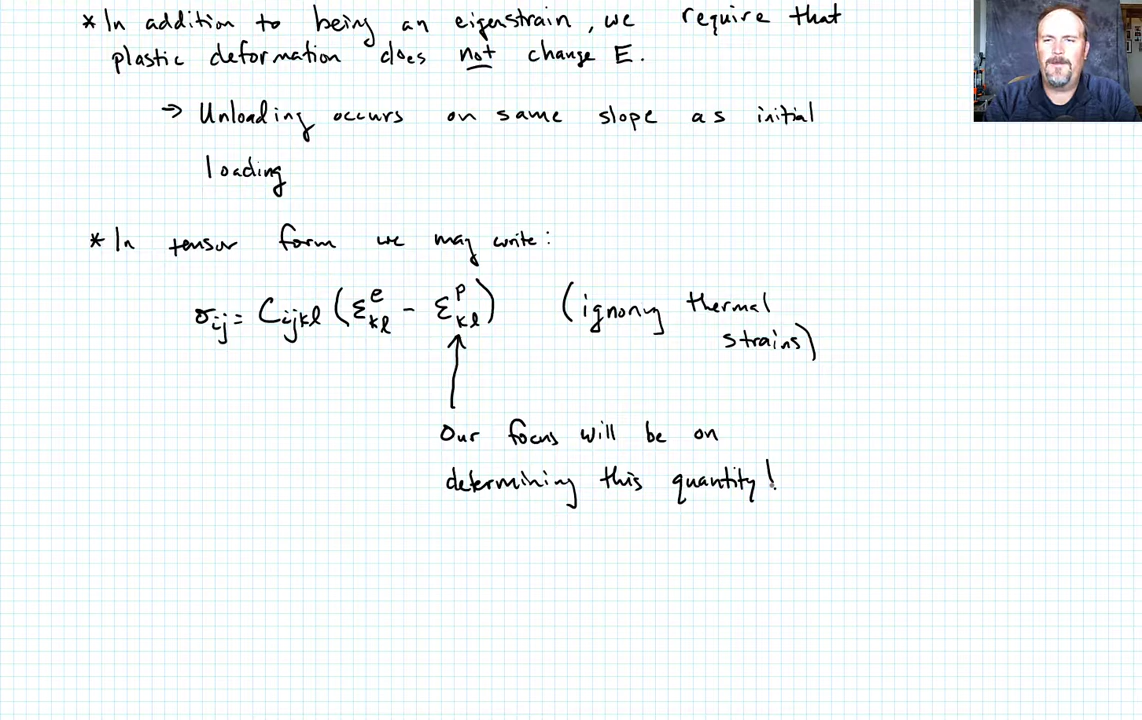 *In addition to being an eigenstrain, we require that
plastic deformation does not change E.
→ Unloading occurs on same slope as initial
loading
*In tensor form we may write:
σij = Cijkl (εᵉkl − εᵖkl) (ignoring thermal
strains)
Our focus will be on
determining this quantity!